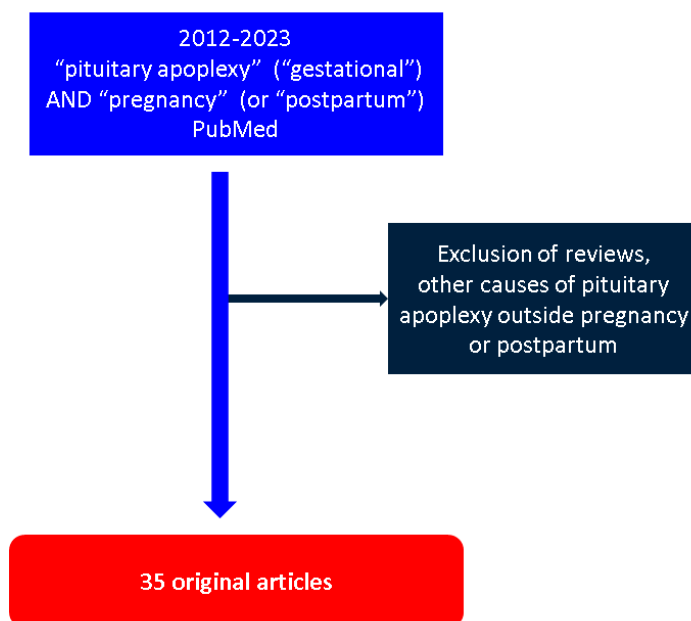 2012-2023
“pituitary apoplexy” (“gestational”)
AND “pregnancy” (or “postpartum”)
PubMed
Exclusion of reviews,
other causes of pituitary
apoplexy outside pregnancy
or postpartum
35 original articles